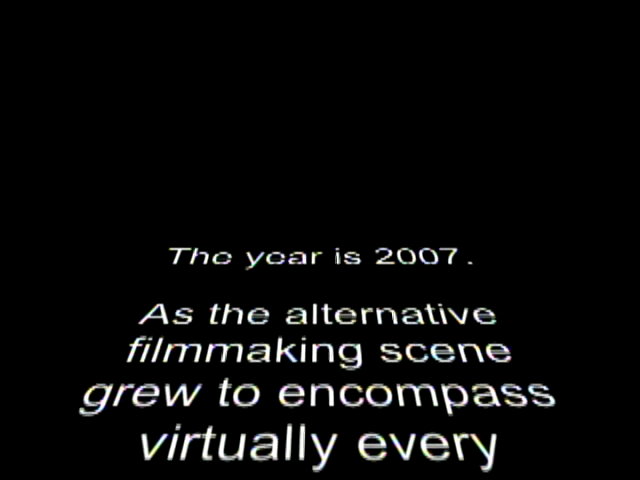 The year is 2007.
As the alternative
filmmaking scene
grew to encompass
virtually every